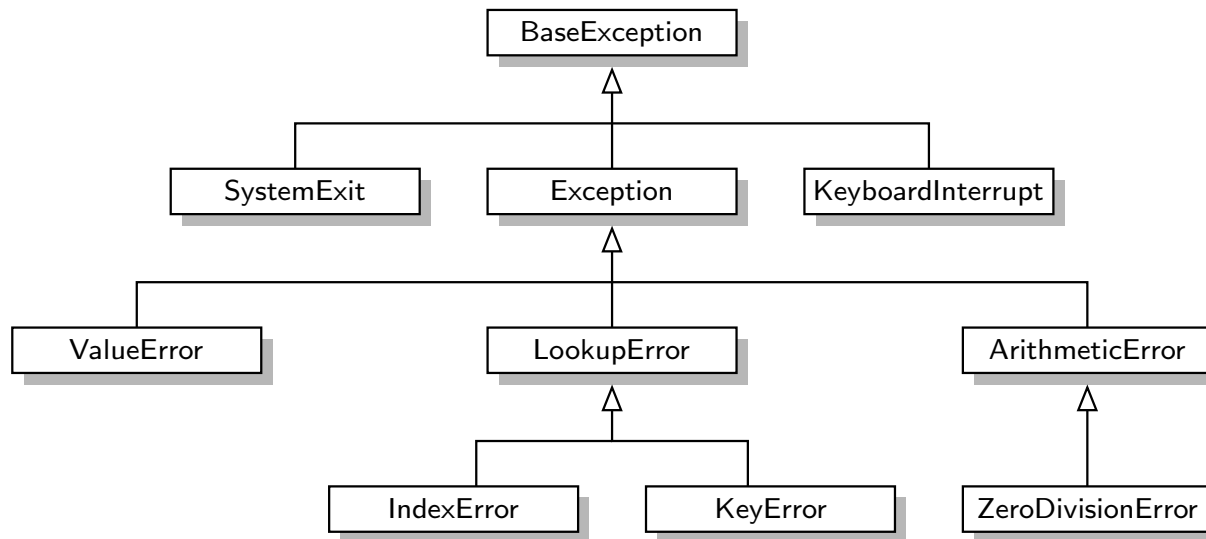 BaseException
SystemExit
Exception
KeyboardInterrupt
ValueError
LookupError
ArithmeticError
IndexError
KeyError
ZeroDivisionError